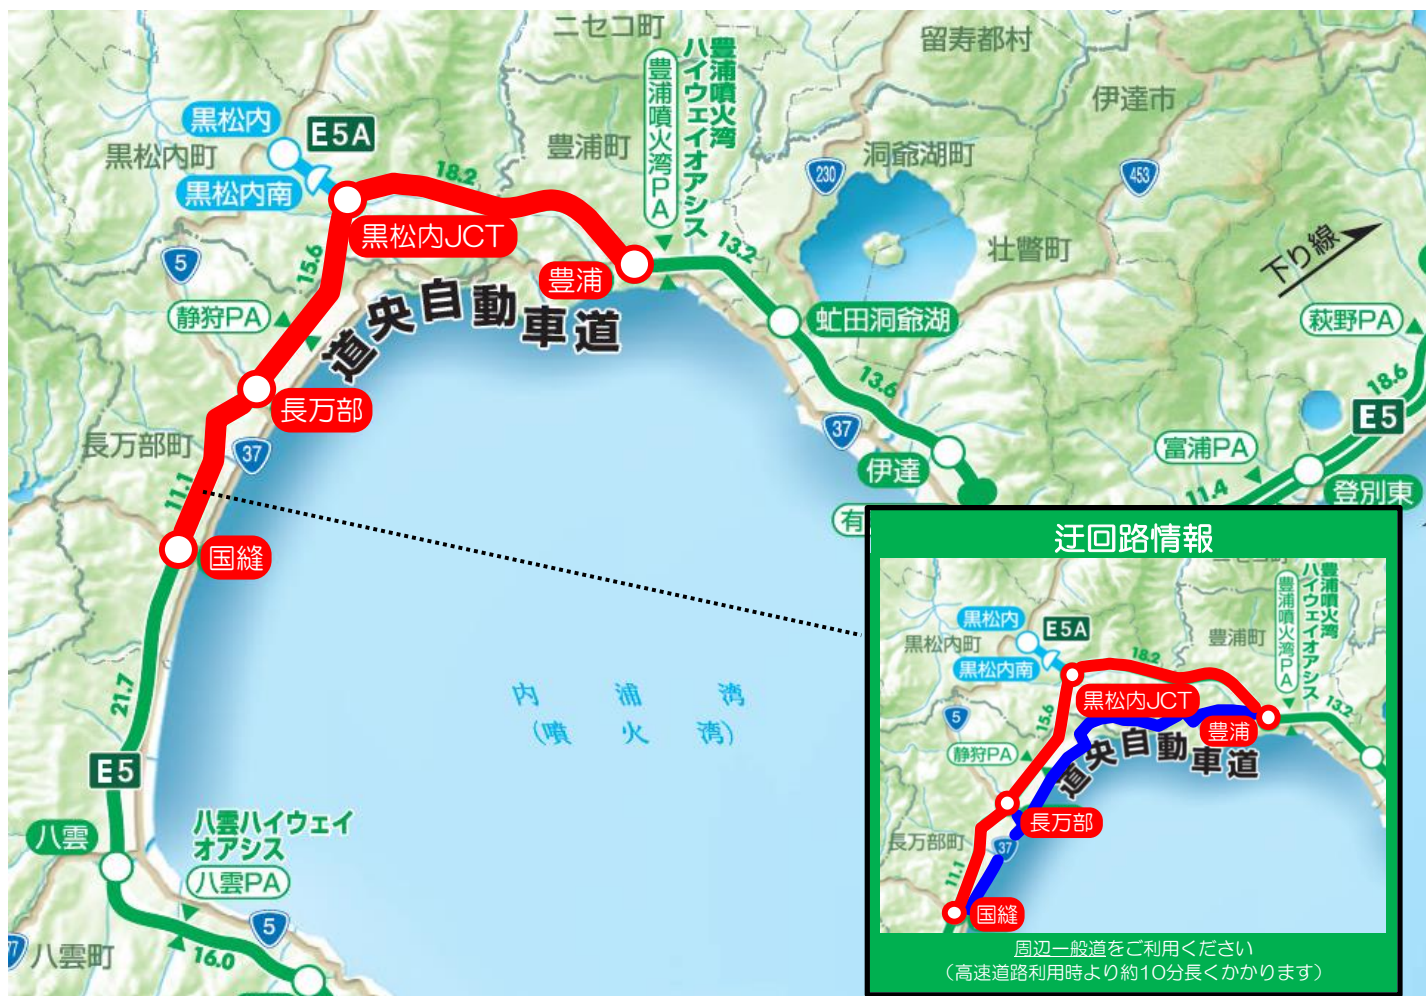 ニセコ町
留寿都村
豊浦噴火湾
ハイウェイオアシス
豊浦噴火湾PA
伊達市
黒松内
E5A
黒松内町
豊浦町
洞爺湖町
黒松内南
18.2
230
453
黒松内JCT
13.2
壮瞥町
下り線
5
15.6
豊浦
静狩PA
道央自動車道
虻田洞爺湖
萩野PA
13.6
18.6
長万部
E5
長万部町
37
37
伊達
富浦PA
11.1
11.4
登別東
有
国縫
21.7
内浦湾
(噴火湾)
E5
八雲
八雲ハイウェイ
オアシス
八雲PA
5
八雲町
16.0
迂回路情報
豊浦噴火湾
ハイウェイオアシス
豊浦噴火湾PA
黒松内
E5A
黒松内町
豊浦町
黒松内南
18.2
黒松内JCT
5
15.6
豊浦
13.2
静狩PA
道央自動車道
長万部
長万部町
37
11.1
国縫
周辺一般道をご利用ください
(高速道路利用時より約10分長くかかります)